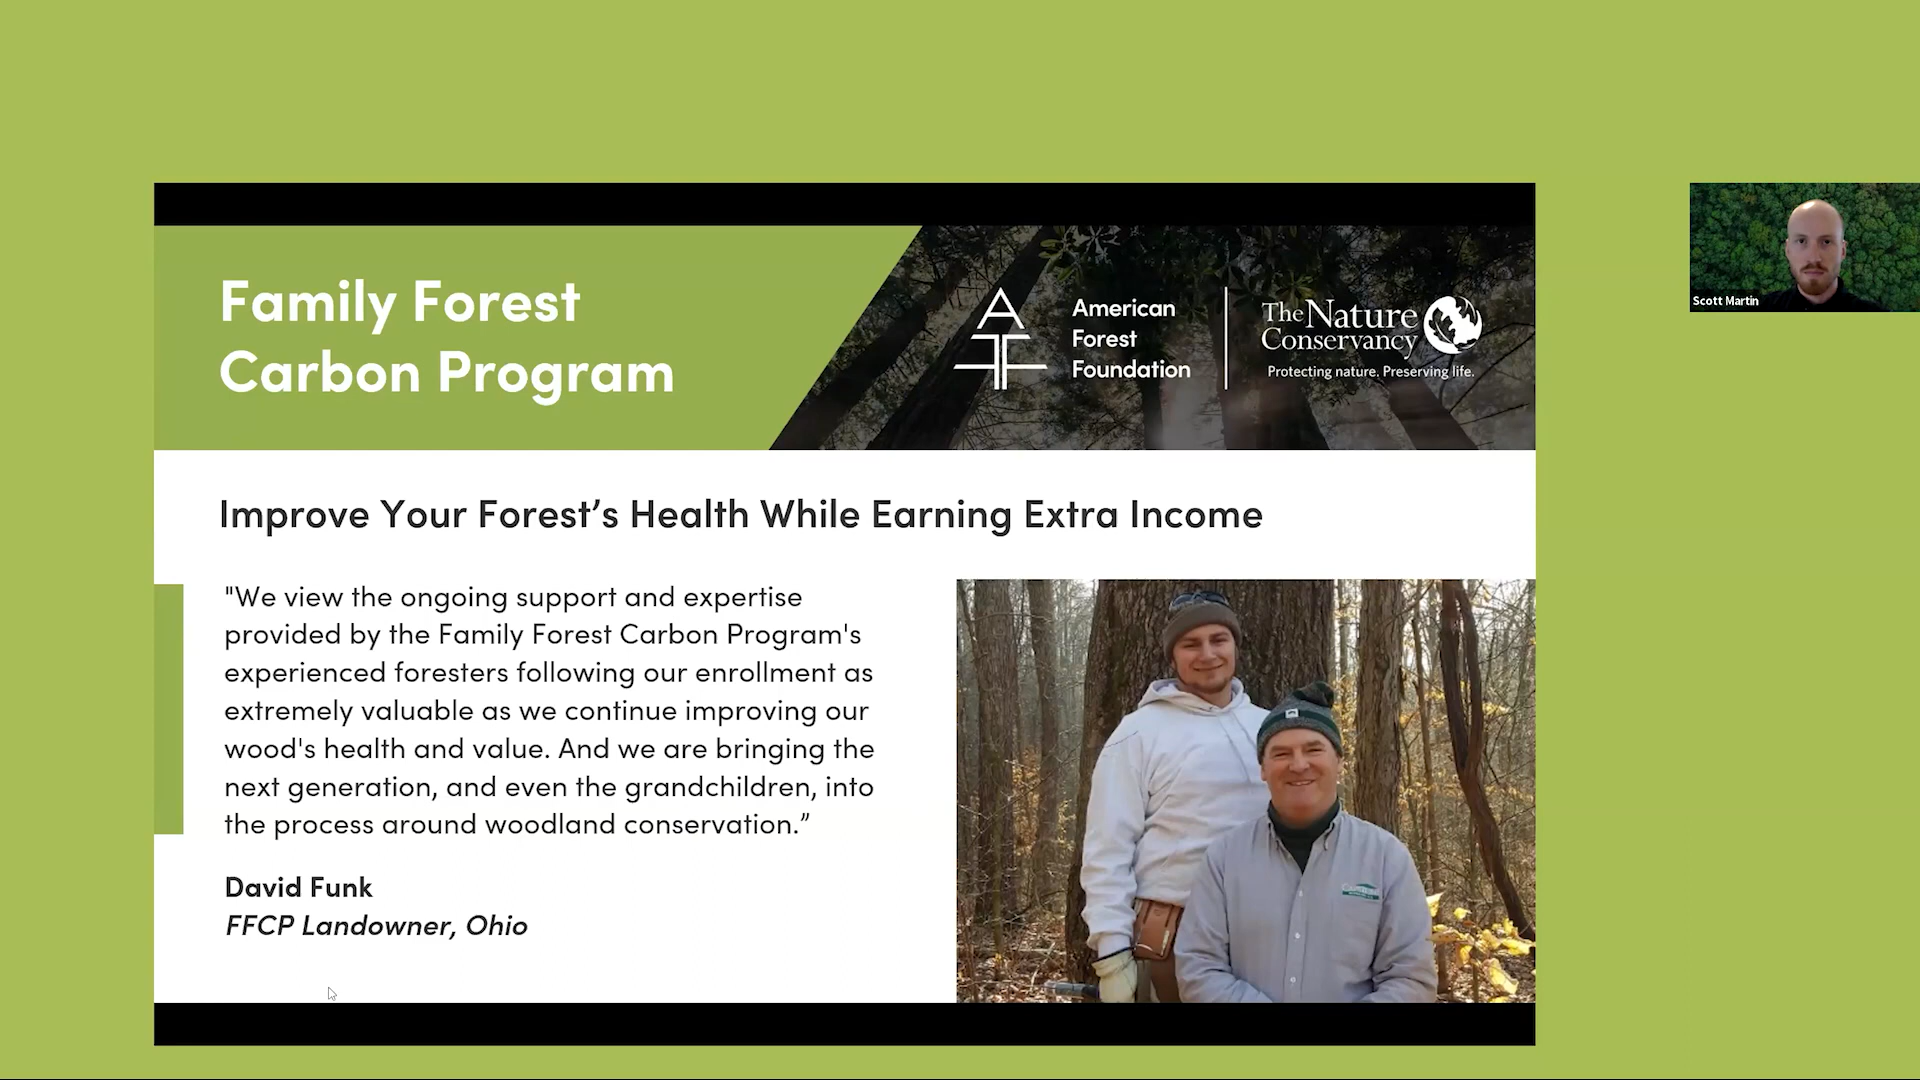 Family Forest
Carbon Program
American
Forest
Foundation
The Nature
Conservancy
Protecting nature. Preserving life.
Scott Martin
Improve Your Forest’s Health While Earning Extra Income
"We view the ongoing support and expertise
provided by the Family Forest Carbon Program's
experienced foresters following our enrollment as
extremely valuable as we continue improving our
wood's health and value. And we are bringing the
next generation, and even the grandchildren, into
the process around woodland conservation.”
David Funk
FFCP Landowner, Ohio